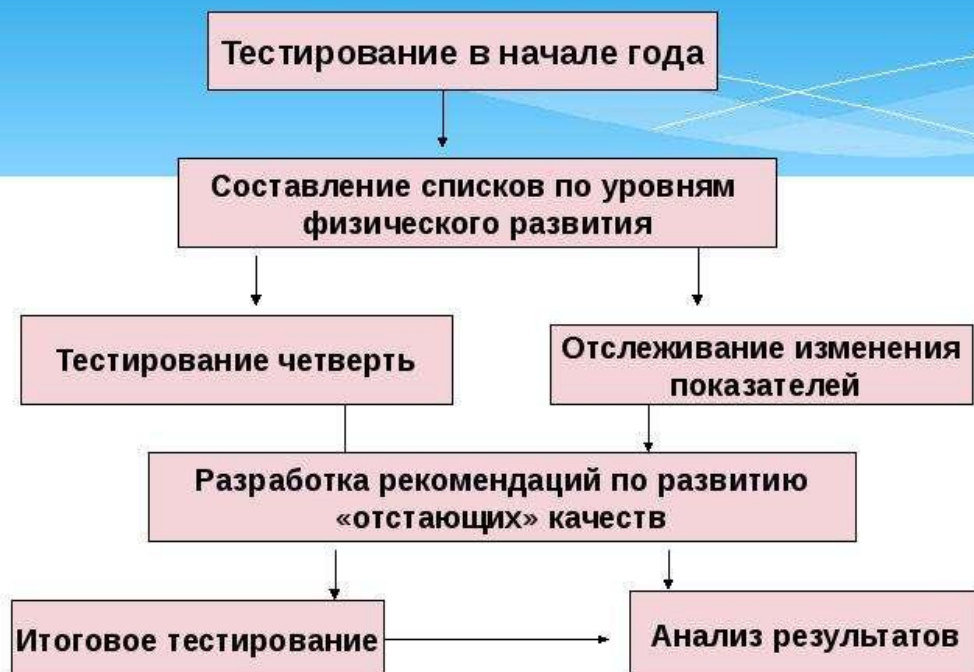 Тестирование в начале года
Составление списков по уровням
физического развития
Тестирование четверть
Отслеживание изменения
показателей
Разработка рекомендаций по развитию
«отстающих» качеств
Итоговое тестирование
Анализ результатов